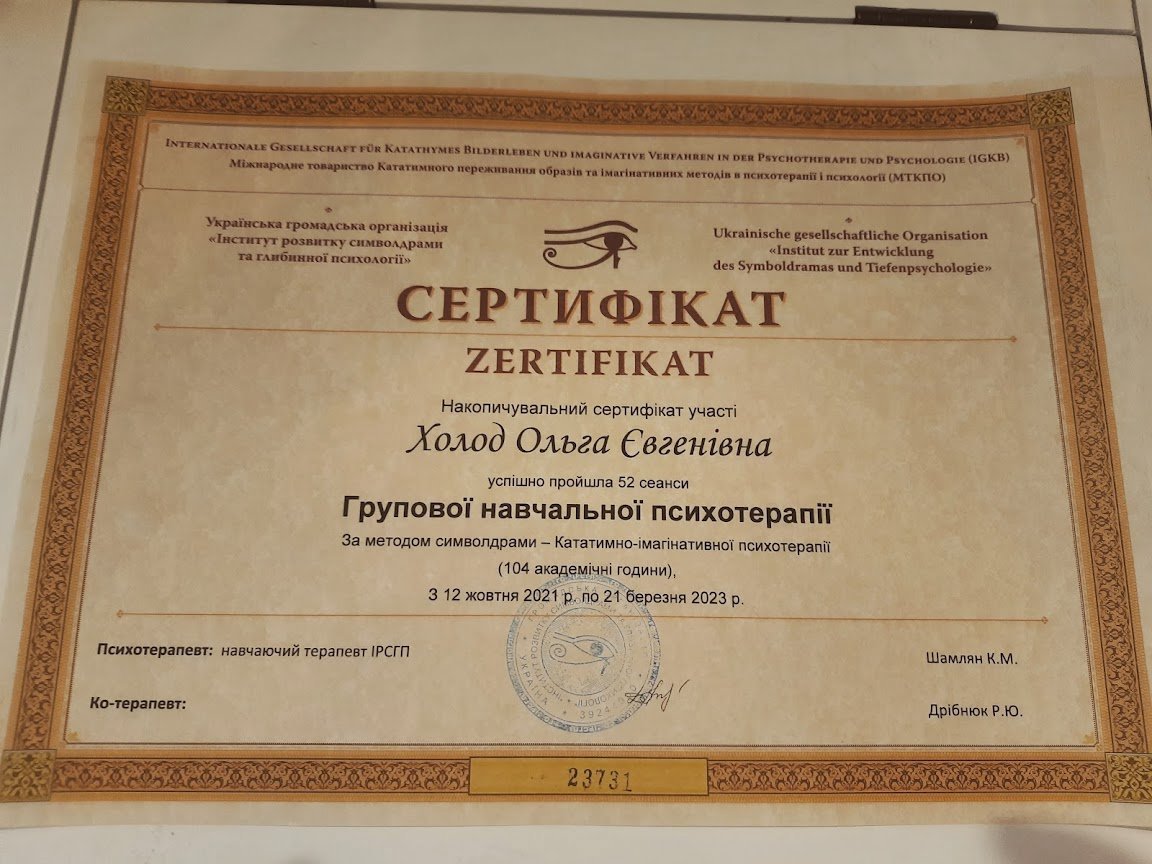 Internationale Gesellschaft für Katathymes Bilderleben und imaginative Verfahren in der Psychotherapie und Psychologie (IGKB)
Міжнародне товариство Кататимного переживання образів та імагінативних методів в психотерапії і психології (МТКПО)
Українська громадська організація
«Інститут розвитку символдрами
та глибинної психології»
Ukrainische gesellschaftliche Organisation
«Institut zur Entwicklung
des Symboldramas und Tiefenpsychologie»
СЕРТИФІКАТ
ZERTIFIKAT
Накопичувальний сертифікат участі
Холод Ольга Євгенівна
успішно пройшла 52 сеанси
Групової навчальної психотерапії
За методом символдрами – Кататимно-імагінативної психотерапії
(104 академічні години),
З 12 жовтня 2021 р. по 21 березня 2023 р.
Психотерапевт: навчаючий терапевт ІРСГП
Шамлян К.М.
Ко-терапевт:
Дрібнюк Р.Ю.
УКРАЇНА
23731